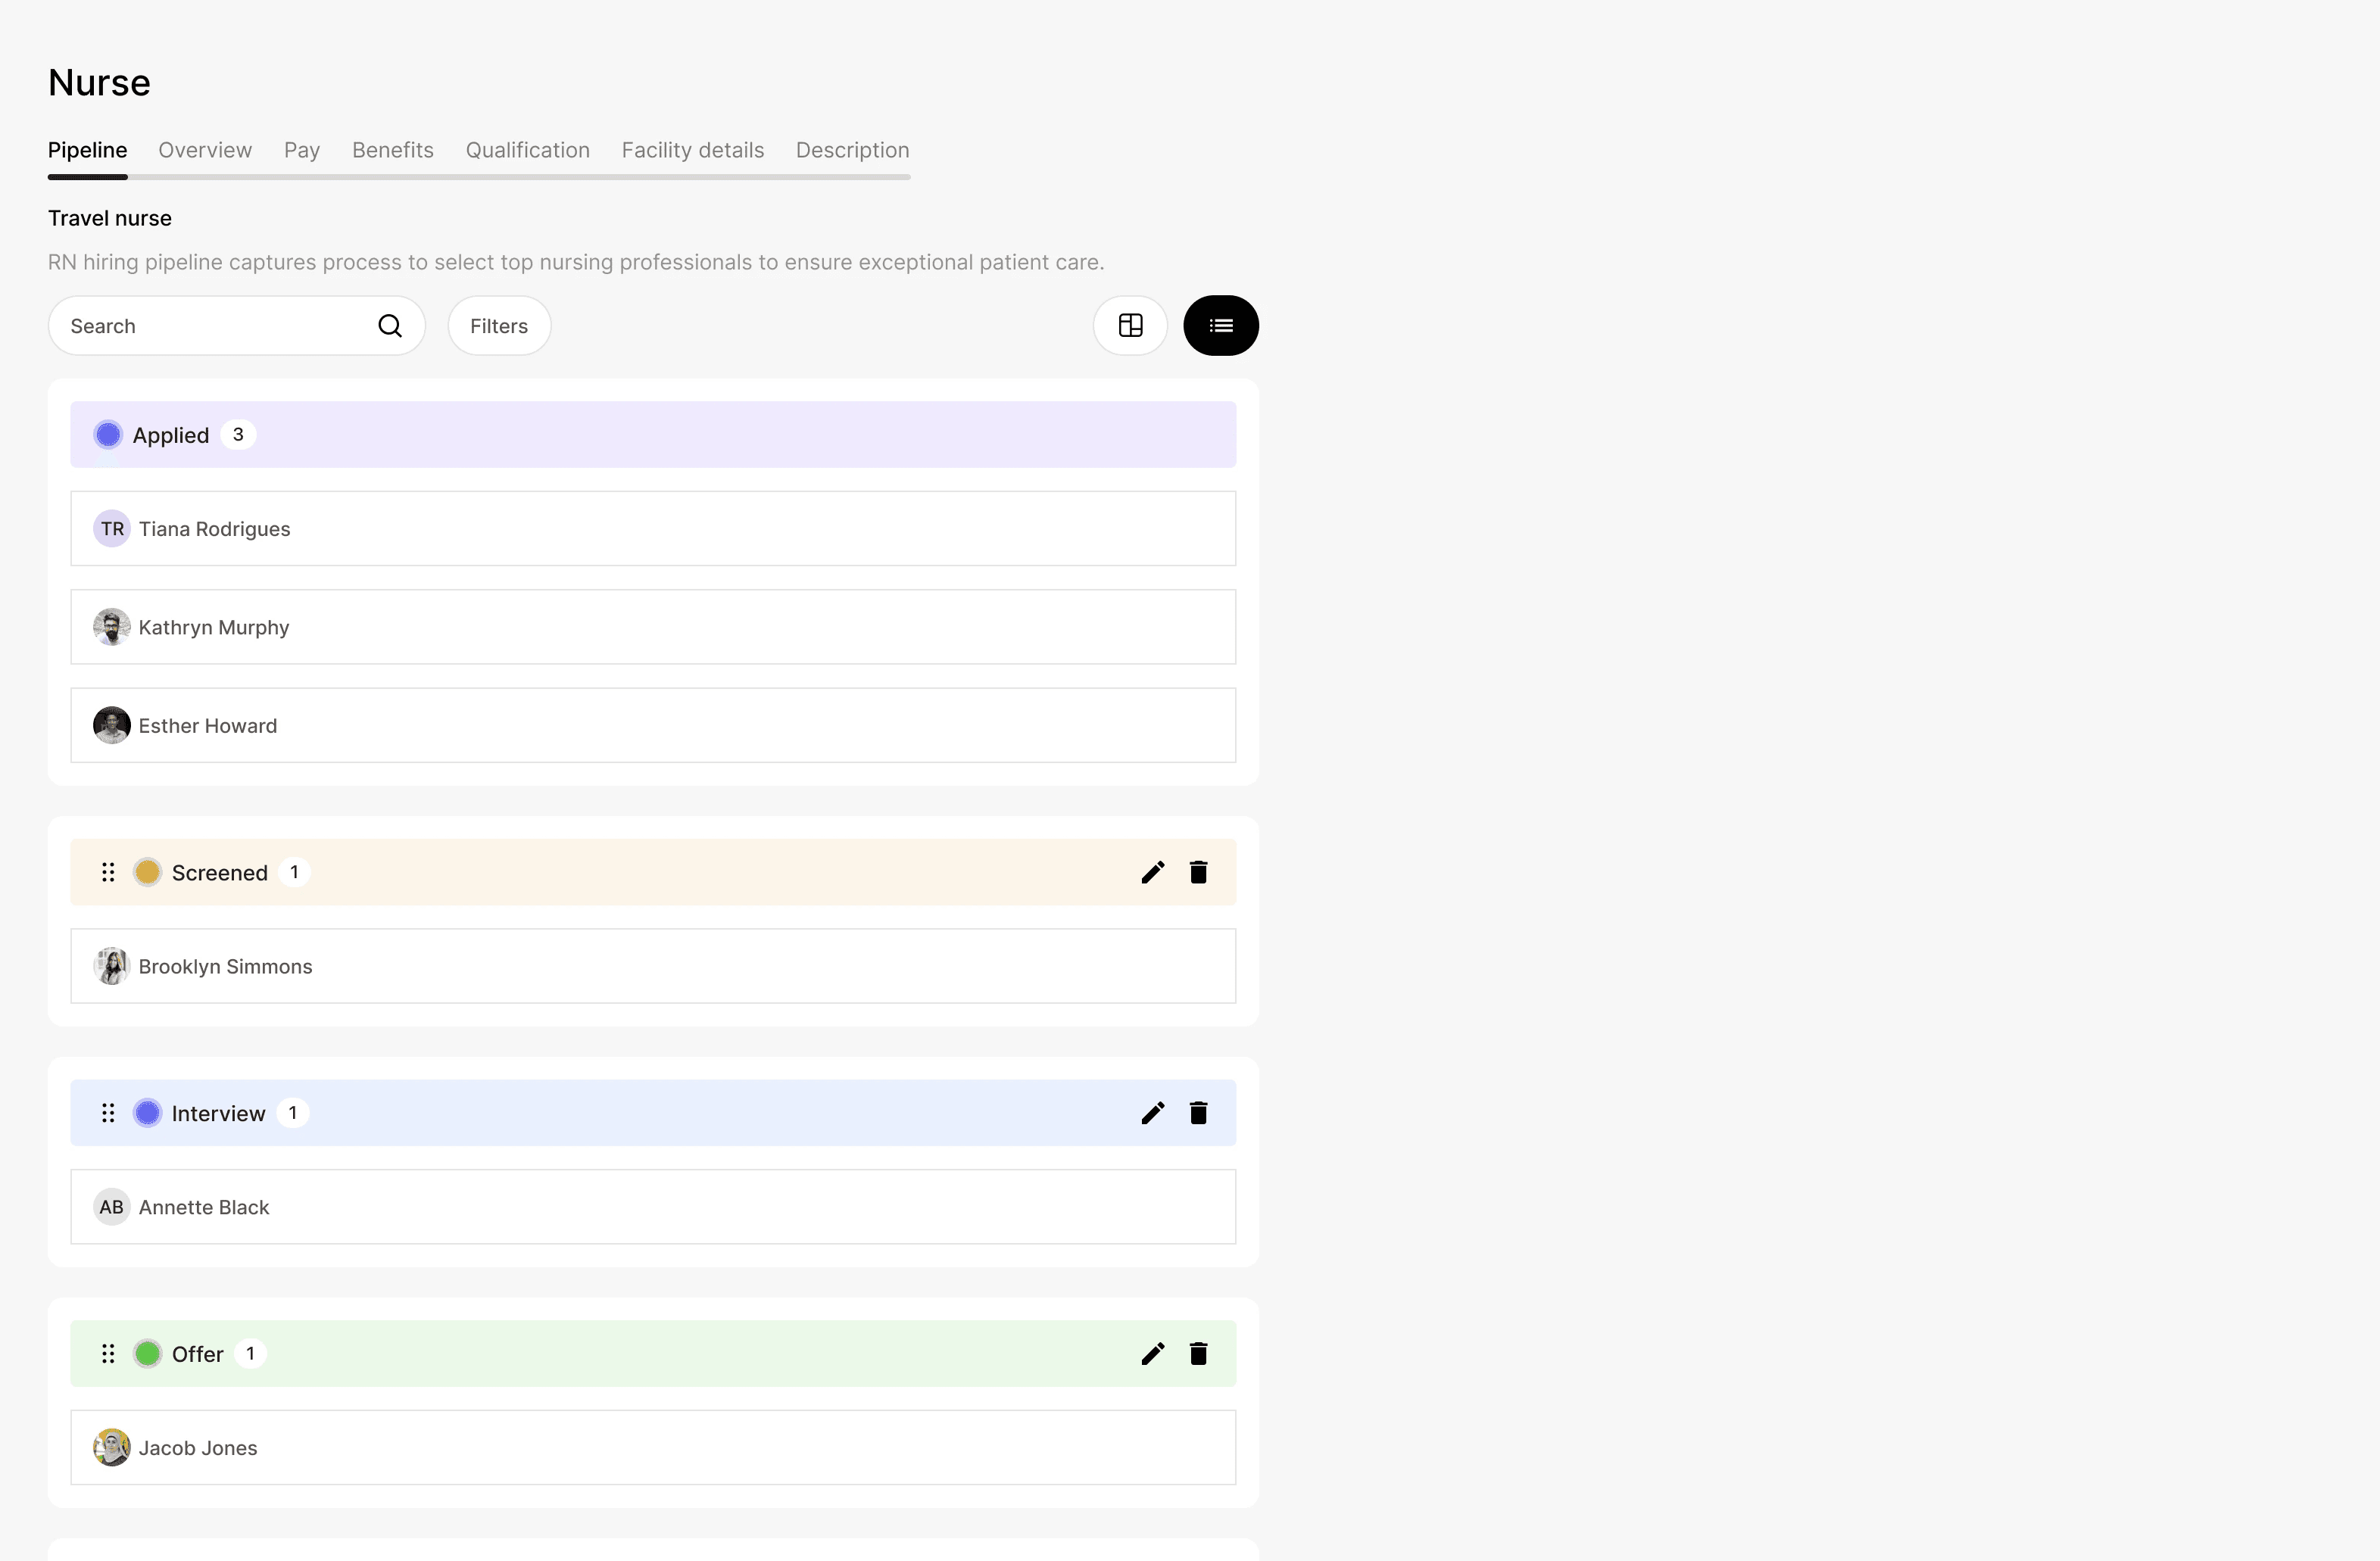 Nurse
Pipeline Overview Pay Benefits Qualification Facility details Description
Travel nurse
RN hiring pipeline captures process to select top nursing professionals to ensure exceptional patient care.
Search Filters
Applied 3
TR Tiana Rodrigues
Kathryn Murphy
Esther Howard
Screened 1
Brooklyn Simmons
Interview 1
AB Annette Black
Offer 1
Jacob Jones